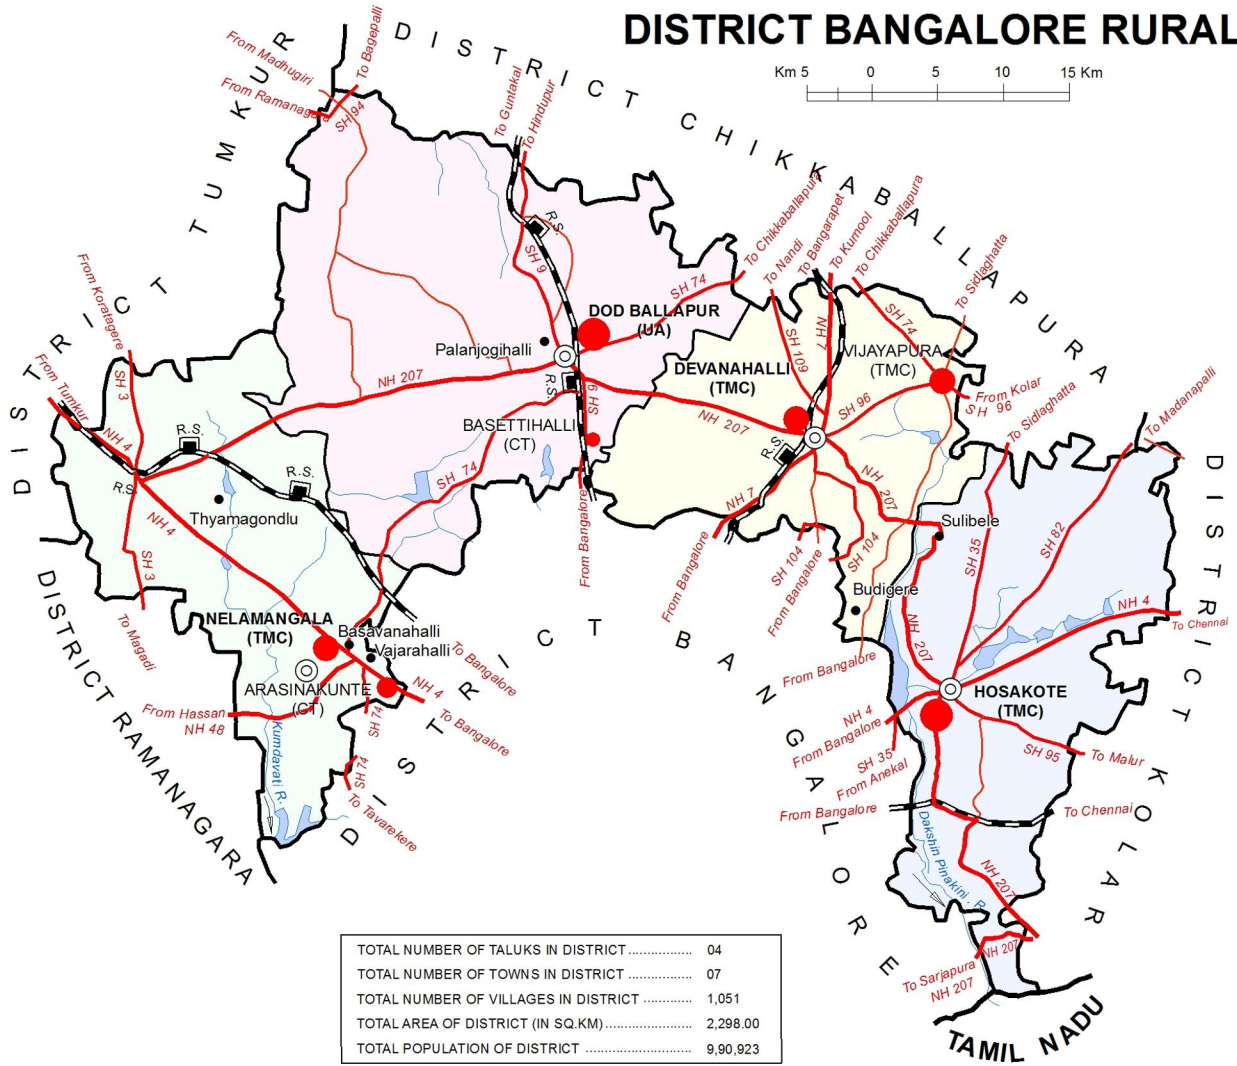 DISTRICT BANGALORE RURAL
Km 5 0 5 10 15 Km
DISTRICT TUMKUR
DISTRICT CHIKKABALLAPURA
From Madhugiri
To Bagepalli
From Ramanagara
SH 94
To Guntakal
To Hindupur
R.S.
SH 9
To Chikkaballapura
SH 74
To Nandi
To Bangarapet
To Kurnool
To Chikkaballapura
To Sidlaghatta
DOD BALLAPUR
(UA)
Palanjogihalli
R.S.
SH 9
NH 207
BASETTIHALLI
(CT)
SH 74
From Bangalore
DEVANAHALLI
(TMC)
SH 109
NH 7
SH 74
VIJAYAPURA
(TMC)
SH 96
From Kolar
SH 96
NH 207
R.S.
NH 7
From Bangalore
NH 207
SH 104
SH 104
From Bangalore
To Sidlaghatta
To Madanapalli
From Koratagere
SH 3
From Tumkur
NH 4
R.S.
R.S.
R.S.
Thyamagondlu
NH 4
SH 3
To Magadi
NELAMANGALA
(TMC)
Basavanahalli
Vajarahalli
To Bangalore
ARASINAKUNTE
(CT)
NH 4
To Bangalore
From Hassan
NH 48
SH 74
SH 74
To Tavarekere
Kumdavati R.
DISTRICT RAMANAGARA
DISTRICT BANGALORE
Sulibele
Budigere
SH 35
SH 82
NH 4
To Chennai
NH 207
From Bangalore
HOSAKOTE
(TMC)
NH 4
From Bangalore
SH 35
From Anekal
SH 95
To Malur
From Bangalore
To Chennai
Dakshin Pinakini. R.
NH 207
NH 207
To Sarjapura
NH 207
DISTRICT KOLAR
TAMIL NADU
TOTAL NUMBER OF TALUKS IN DISTRICT ................ 04
TOTAL NUMBER OF TOWNS IN DISTRICT ................ 07
TOTAL NUMBER OF VILLAGES IN DISTRICT ............ 1,051
TOTAL AREA OF DISTRICT (IN SQ.KM) ...................... 2,298.00
TOTAL POPULATION OF DISTRICT ........................... 9,90,923